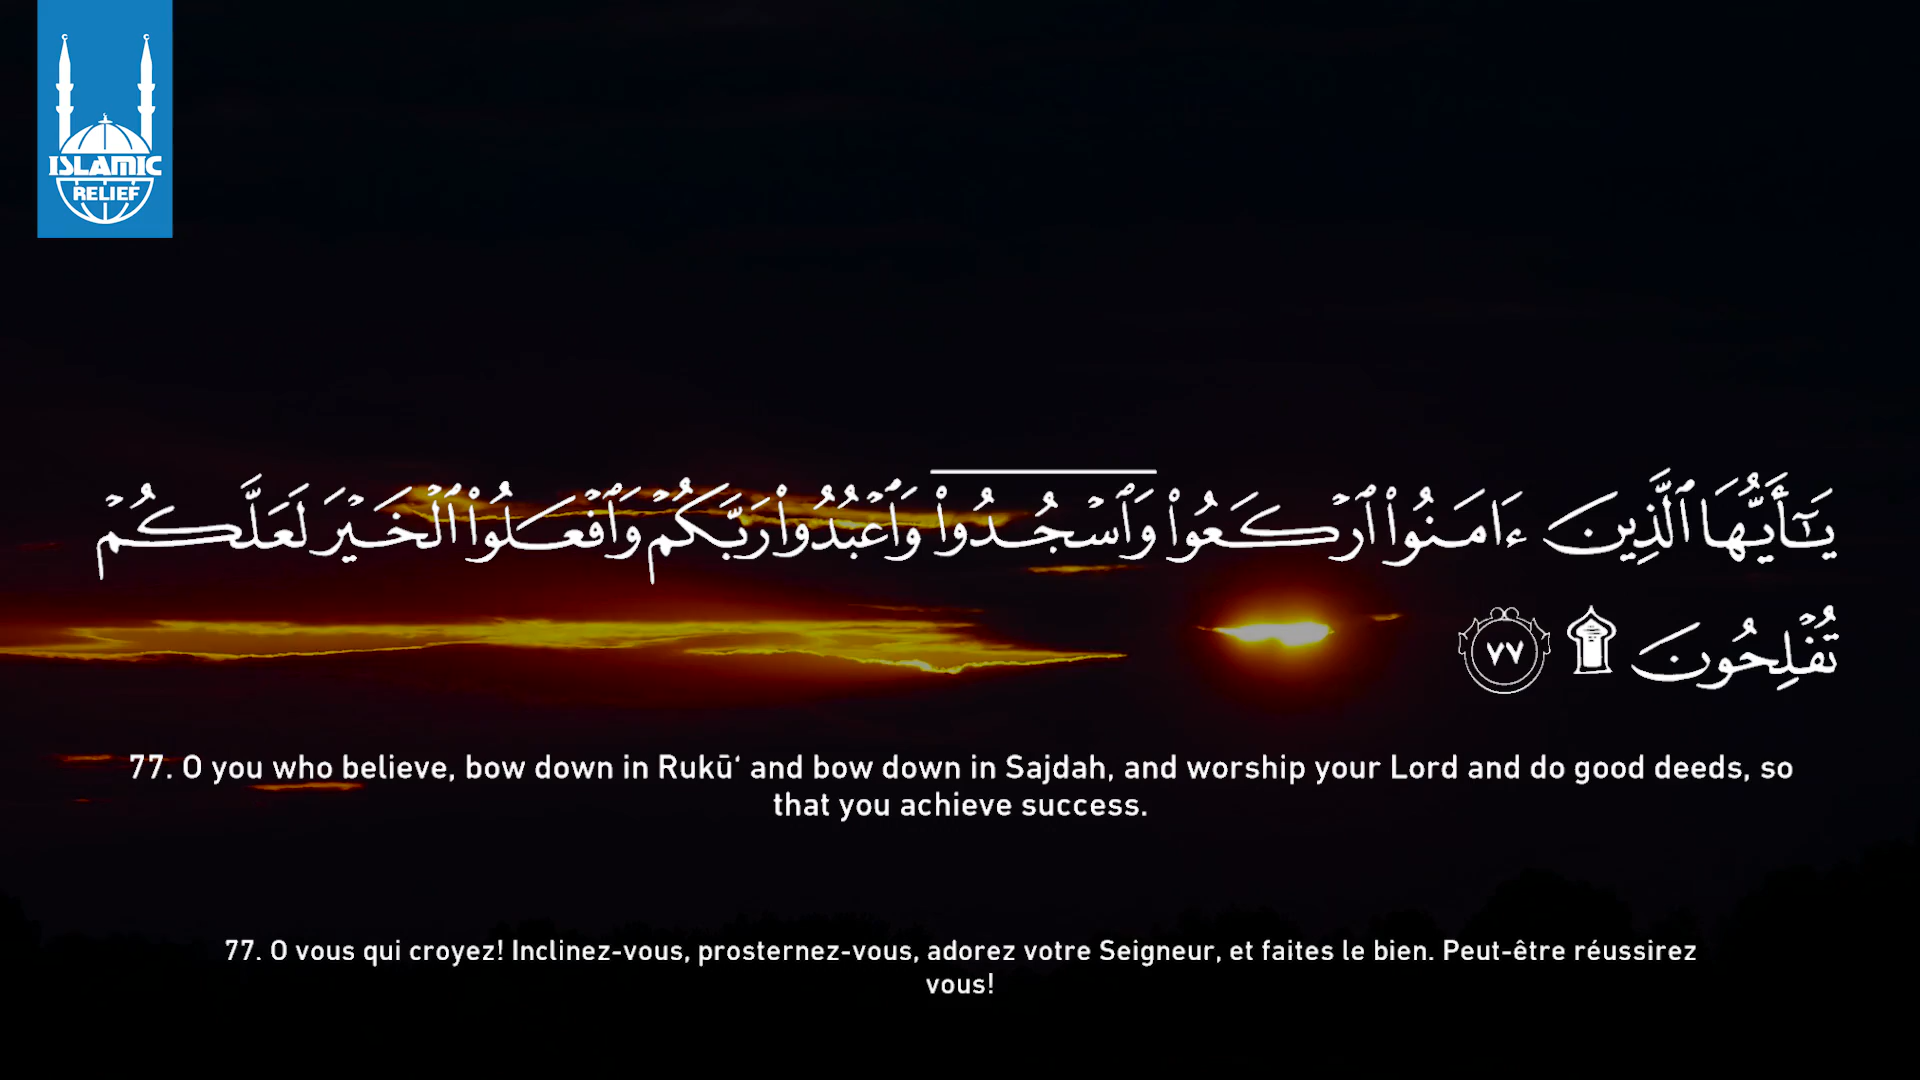 ISLAMIC
RELIEF
يَـٰٓأَيُّهَا ٱلَّذِينَ ءَامَنُوا۟ ٱرْكَعُوا۟ وَٱسْجُدُوا۟ وَٱعْبُدُوا۟ رَبَّكُمْ وَٱفْعَلُوا۟ ٱلْخَيْرَ لَعَلَّكُمْ
تُفْلِحُونَ ۩ ٧٧
77. O you who believe, bow down in Rukū‘ and bow down in Sajdah, and worship your Lord and do good deeds, so
that you achieve success.
77. O vous qui croyez! Inclinez-vous, prosternez-vous, adorez votre Seigneur, et faites le bien. Peut-être réussirez
vous!